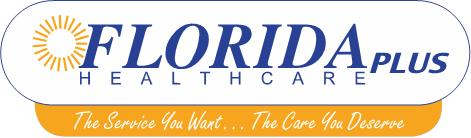 FLORIDA PLUS
HEALTHCARE
The Service You Want... The Care You Deserve